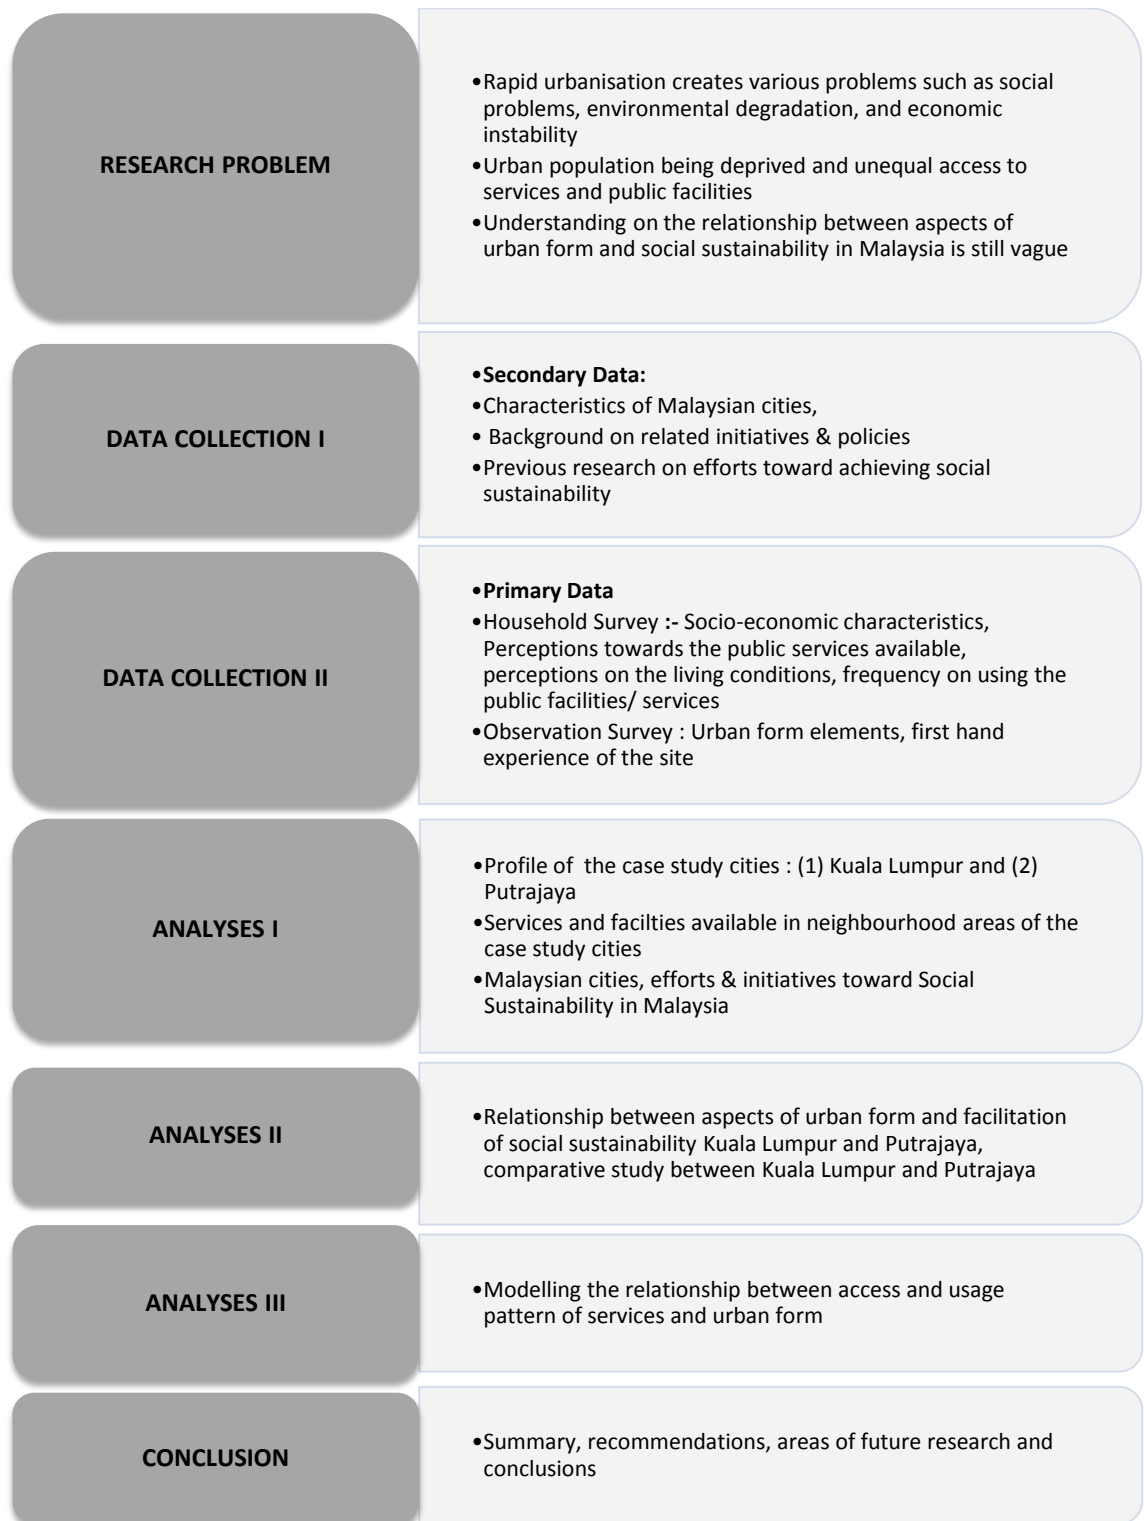 RESEARCH PROBLEM
•Rapid urbanisation creates various problems such as social
problems, environmental degradation, and economic
instability
•Urban population being deprived and unequal access to
services and public facilities
•Understanding on the relationship between aspects of
urban form and social sustainability in Malaysia is still vague
DATA COLLECTION I
•Secondary Data:
•Characteristics of Malaysian cities,
• Background on related initiatives & policies
•Previous research on efforts toward achieving social
sustainability
DATA COLLECTION II
•Primary Data
•Household Survey :- Socio-economic characteristics,
Perceptions towards the public services available,
perceptions on the living conditions, frequency on using the
public facilities/ services
•Observation Survey : Urban form elements, first hand
experience of the site
ANALYSES I
•Profile of the case study cities : (1) Kuala Lumpur and (2)
Putrajaya
•Services and facilties available in neighbourhood areas of the
case study cities
•Malaysian cities, efforts & initiatives toward Social
Sustainability in Malaysia
ANALYSES II
•Relationship between aspects of urban form and facilitation
of social sustainability Kuala Lumpur and Putrajaya,
comparative study between Kuala Lumpur and Putrajaya
ANALYSES III
•Modelling the relationship between access and usage
pattern of services and urban form
CONCLUSION
•Summary, recommendations, areas of future research and
conclusions